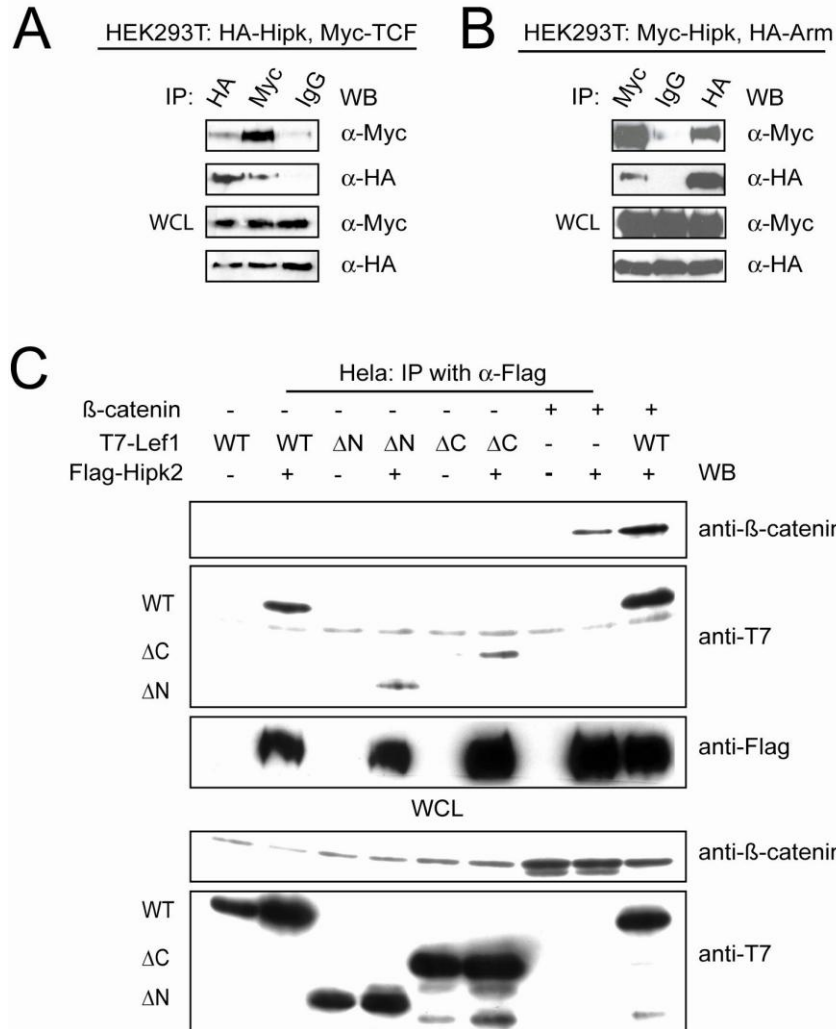 A
HEK293T: HA-Hipk, Myc-TCF
IP: HA Myc IgG WB
α-Myc
α-HA
WCL α-Myc
α-HA
B
HEK293T: Myc-Hipk, HA-Arm
IP: Myc IgG HA WB
α-Myc
α-HA
WCL α-Myc
α-HA
C
Hela: IP with α-Flag
ß-catenin - - - - - - + + +
T7-Lef1 WT WT ΔN ΔN ΔC ΔC - - WT
Flag-Hipk2 - + - + - + - + + WB
anti-ß-catenin
WT
ΔC
ΔN
anti-T7
anti-Flag
WCL
anti-ß-catenin
WT
ΔC
ΔN
anti-T7